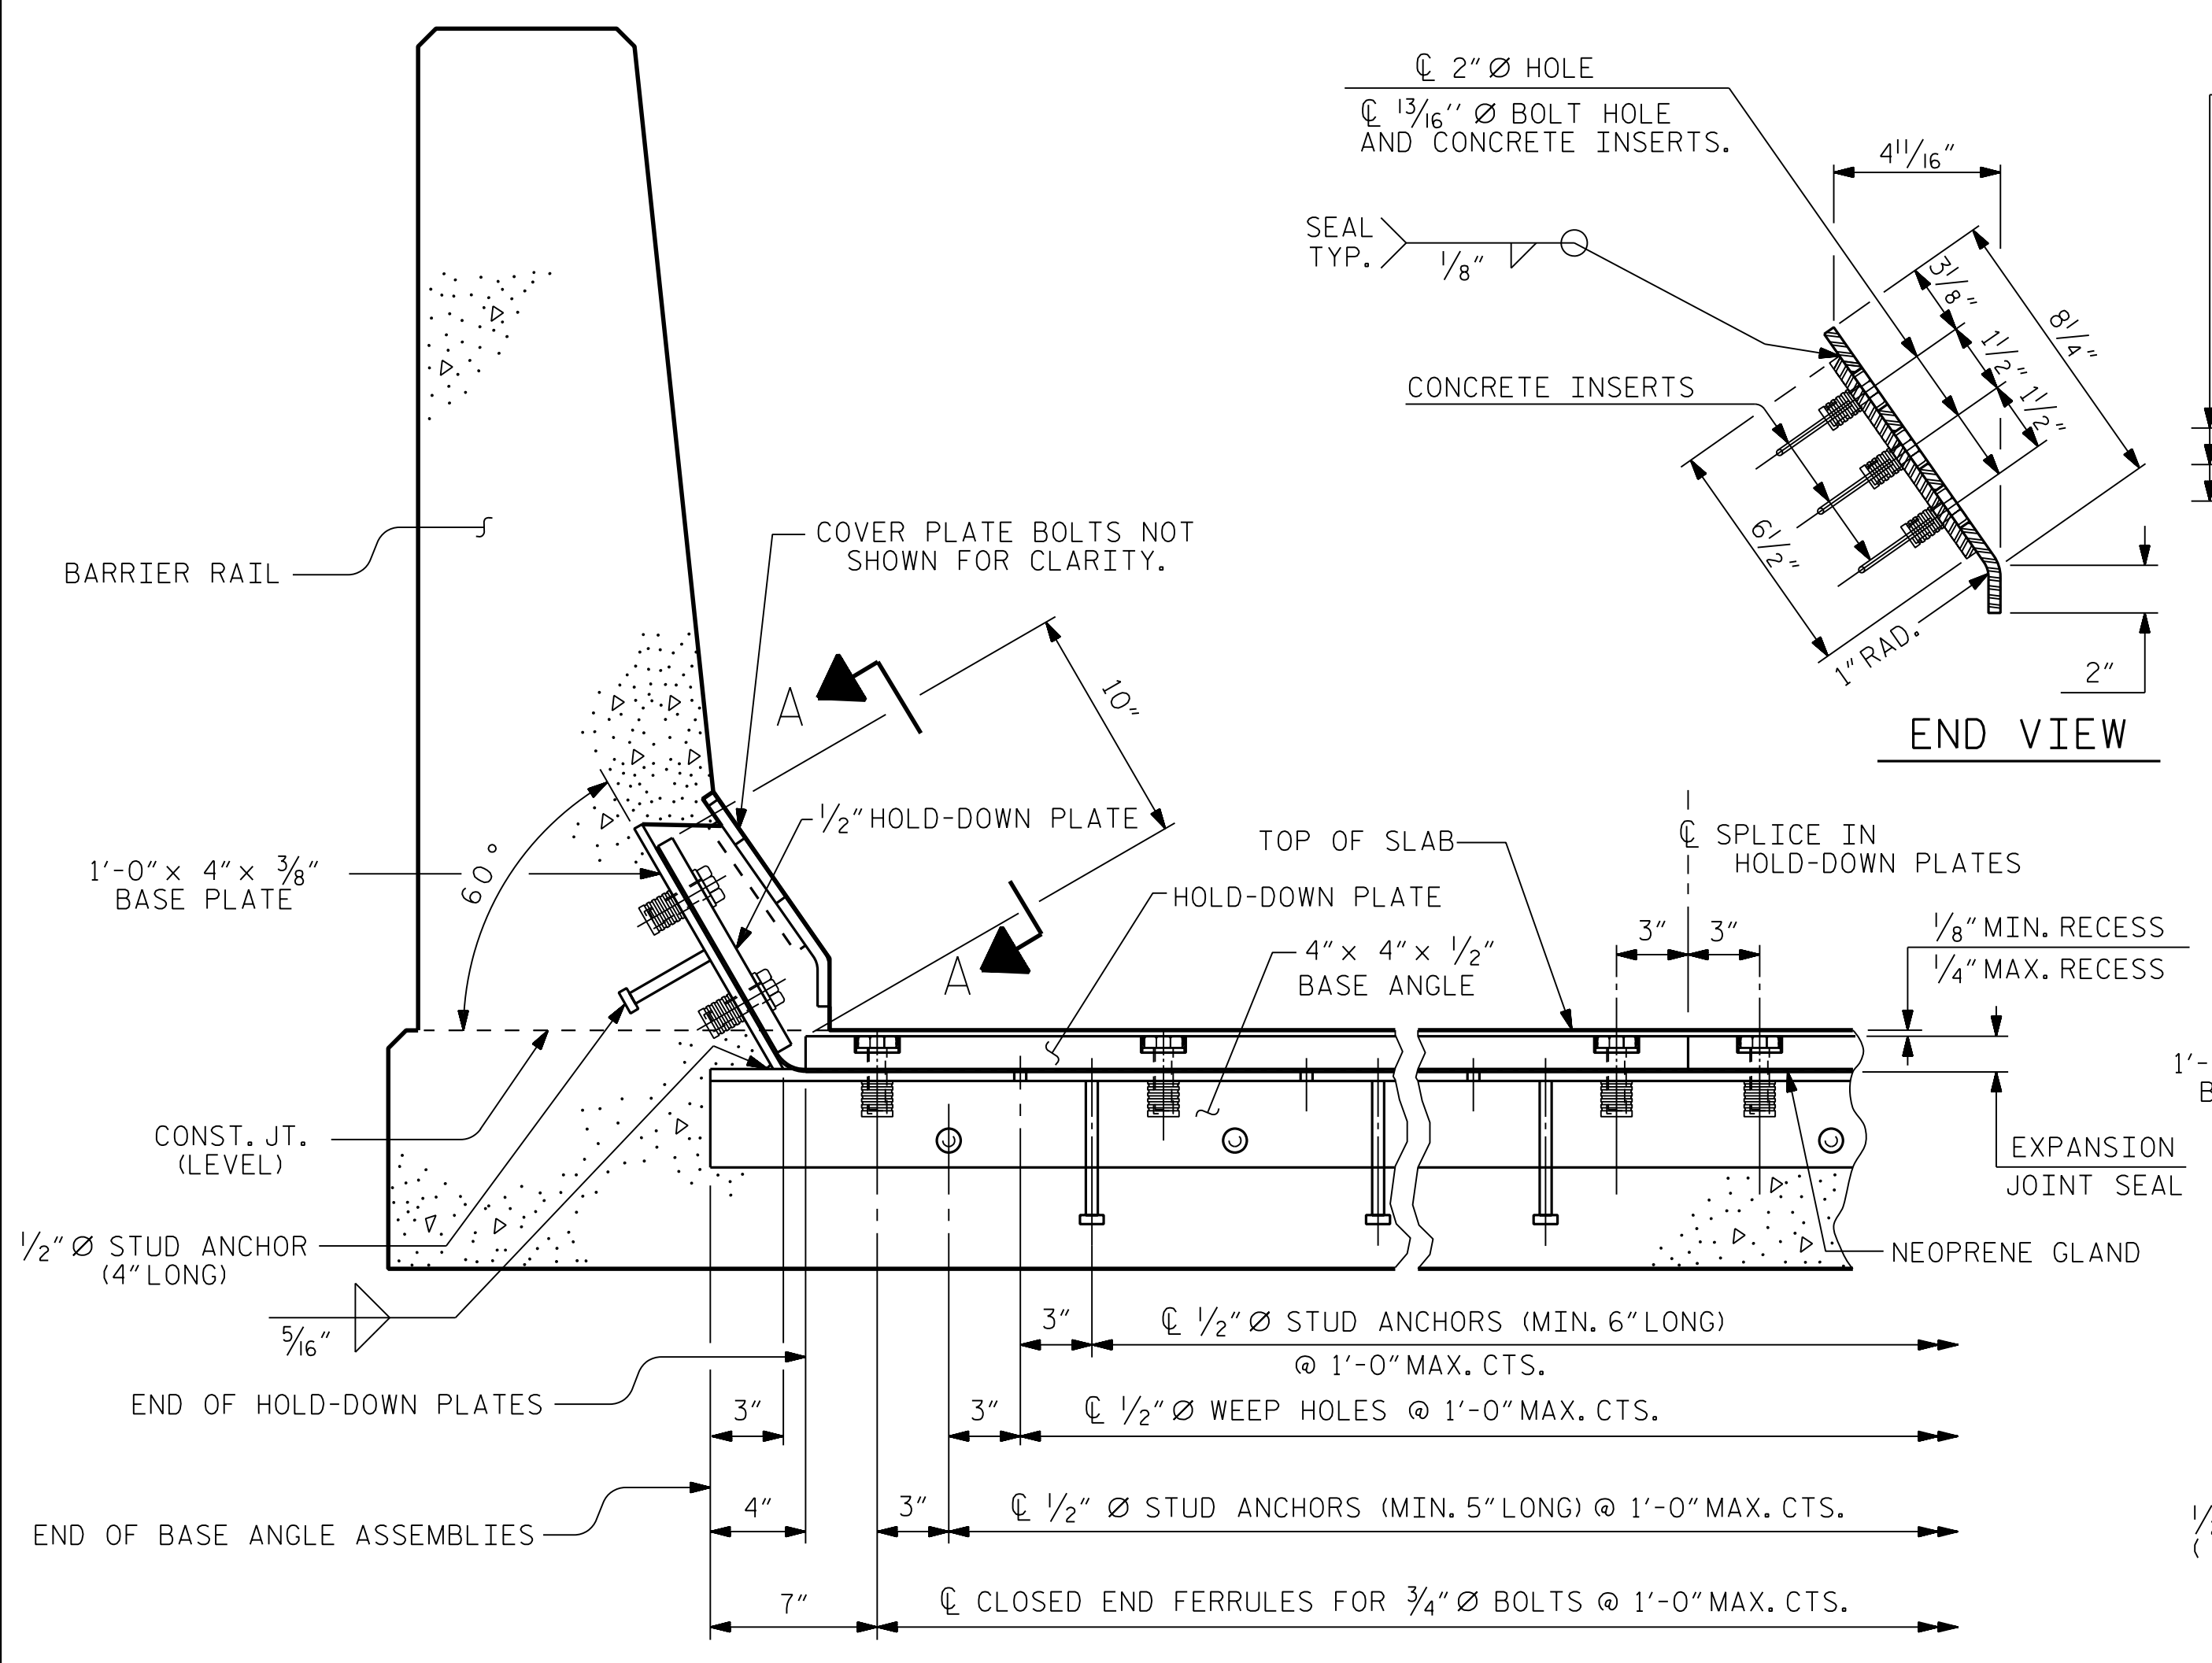 ℄ 2" Ø HOLE
℄ 13/16'' Ø BOLT HOLE
AND CONCRETE INSERTS.
4 11/16"
SEAL
TYP.
1/8"
3 1/8"
8 1/4"
1 1/2"
1 1/2"
CONCRETE INSERTS
6 1/2"
1" RAD.
2"
END VIEW
COVER PLATE BOLTS NOT
SHOWN FOR CLARITY.
BARRIER RAIL
A
10"
1/2" HOLD-DOWN PLATE
TOP OF SLAB
℄ SPLICE IN
HOLD-DOWN PLATES
1'-0" x 4" x 3/8"
BASE PLATE
60°
HOLD-DOWN PLATE
4" x 4" x 1/2"
BASE ANGLE
A
3"
3"
1/8" MIN. RECESS
1/4" MAX. RECESS
1'-
CONST. JT.
(LEVEL)
EXPANSION
JOINT SEAL
1/2" Ø STUD ANCHOR
(4" LONG)
NEOPRENE GLAND
5/16"
3"
℄ 1/2" Ø STUD ANCHORS (MIN. 6" LONG)
@ 1'-0" MAX. CTS.
END OF HOLD-DOWN PLATES
3"
3"
℄ 1/2" Ø WEEP HOLES @ 1'-0" MAX. CTS.
END OF BASE ANGLE ASSEMBLIES
4"
3"
℄ 1/2" Ø STUD ANCHORS (MIN. 5" LONG) @ 1'-0" MAX. CTS.
7"
℄ CLOSED END FERRULES FOR 3/4" Ø BOLTS @ 1'-0" MAX. CTS.